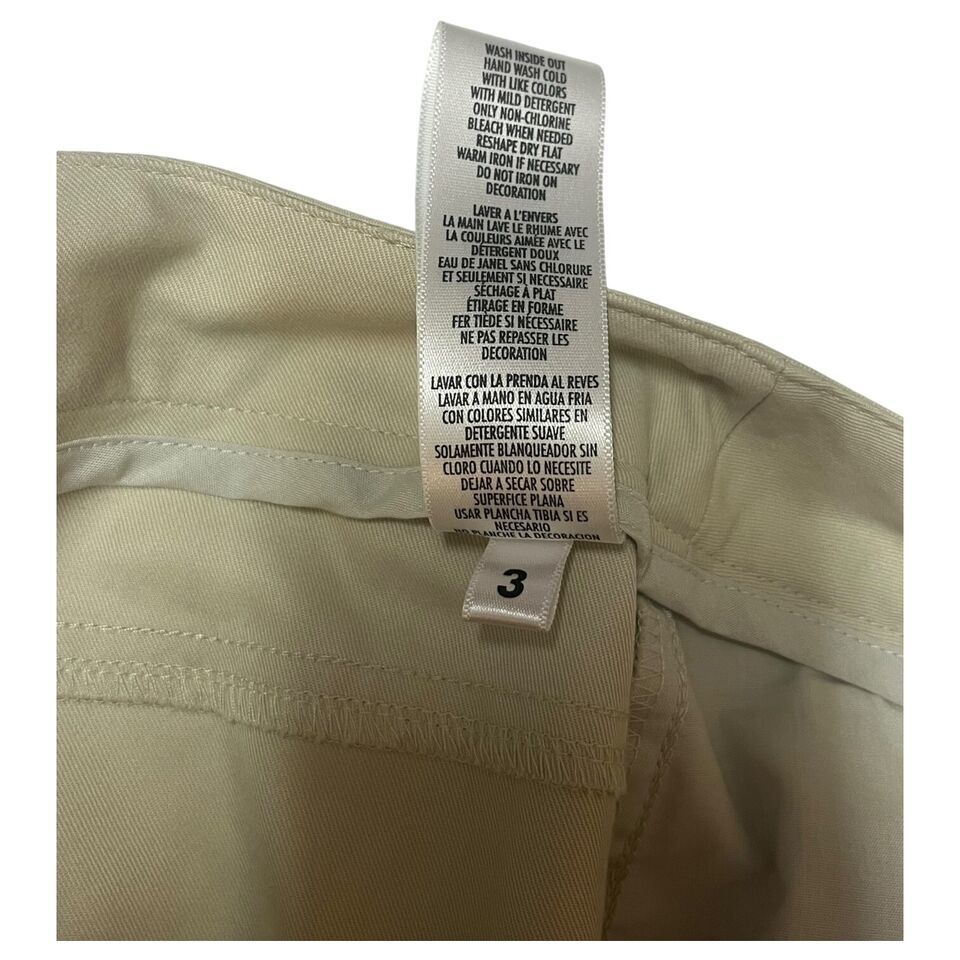 WASH INSIDE OUT
HAND WASH COLD
WITH LIKE COLORS
WITH MILD DETERGENT
ONLY NON-CHLORINE
BLEACH WHEN NEEDED
RESHAPE DRY FLAT
WARM IRON IF NECESSARY
DO NOT IRON ON
DECORATION
LAVER A L'ENVERS
LA MAIN LAVE LE RHUME AVEC
LA COULEURS AIMÉE AVEC LE
DÉTERGENT DOUX
EAU DE JANEL SANS CHLORURE
ET SEULEMENT SI NECESSAIRE
SÉCHAGE À PLAT
ÉTIRAGE EN FORME
FER TIÈDE SI NÉCESSAIRE
NE PAS REPASSER LES
DECORATION
LAVAR CON LA PRENDA AL REVES
LAVAR A MANO EN AGUA FRIA
CON COLORES SIMILARES EN
DETERGENTE SUAVE
SOLAMENTE BLANQUEADOR SIN
CLORO CUANDO LO NECESITE
DEJAR A SECAR SOBRE
SUPERFICE PLANA
USAR PLANCHA TIBIA SI ES
NECESARIO
NO PLANCHE LA DECORACION
3